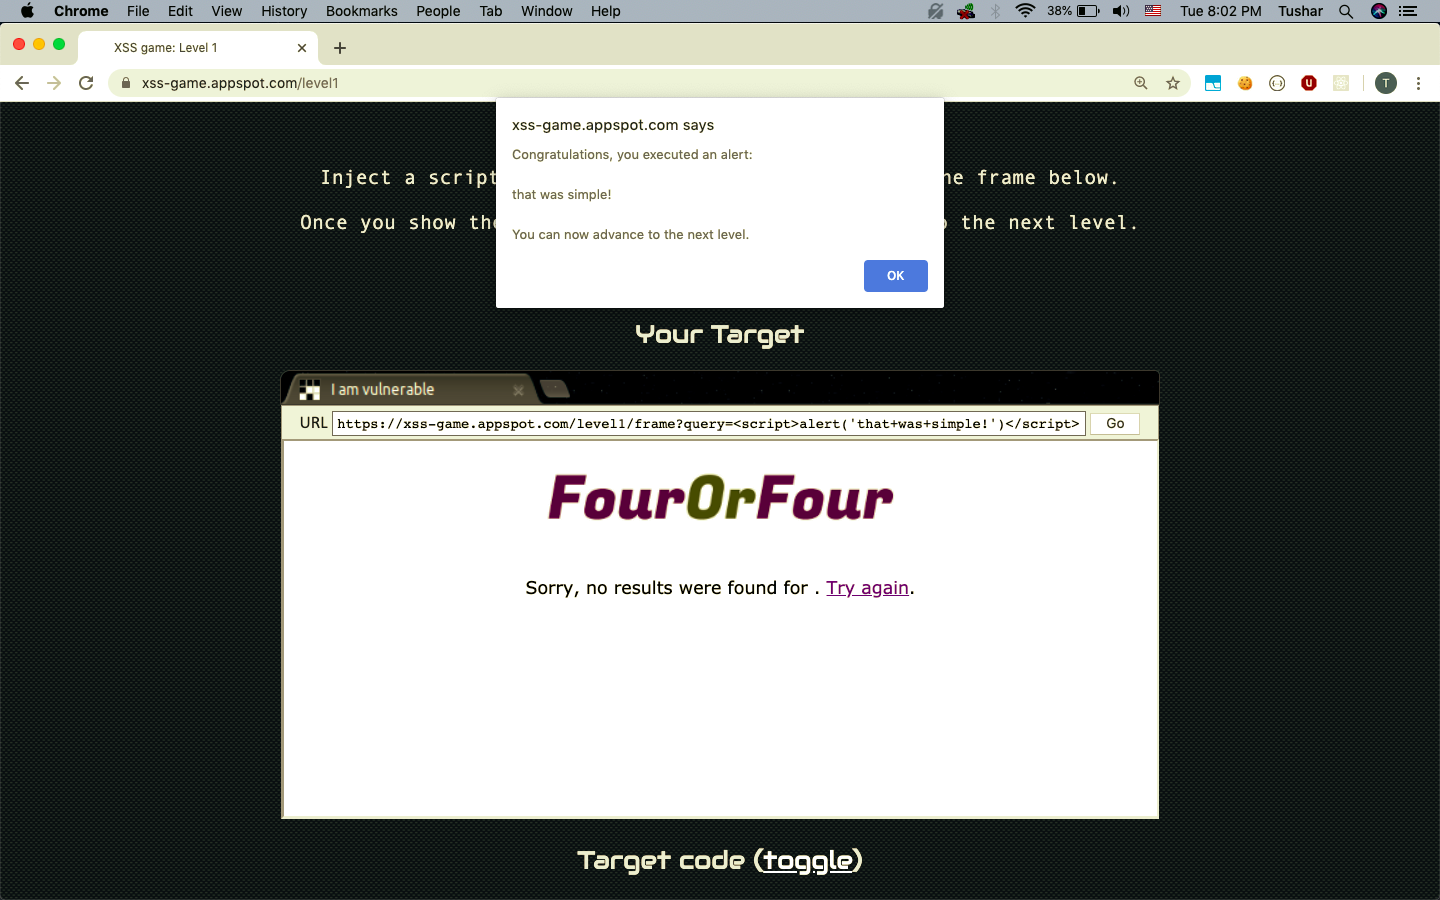 Chrome File Edit View History Bookmarks People Tab Window Help 38% Tue 8:02 PM Tushar
XSS game: Level 1
xss-game.appspot.com/level1 T
xss-game.appspot.com says
Congratulations, you executed an alert:
that was simple!
You can now advance to the next level.
OK
Inject a script ne frame below.
Once you show the the next level.
Your Target
I am vulnerable
URL https://xss-game.appspot.com/level1/frame?query=<script>alert('that+was+simple!')</script> Go
FourOrFour
Sorry, no results were found for . Try again.
Target code (toggle)